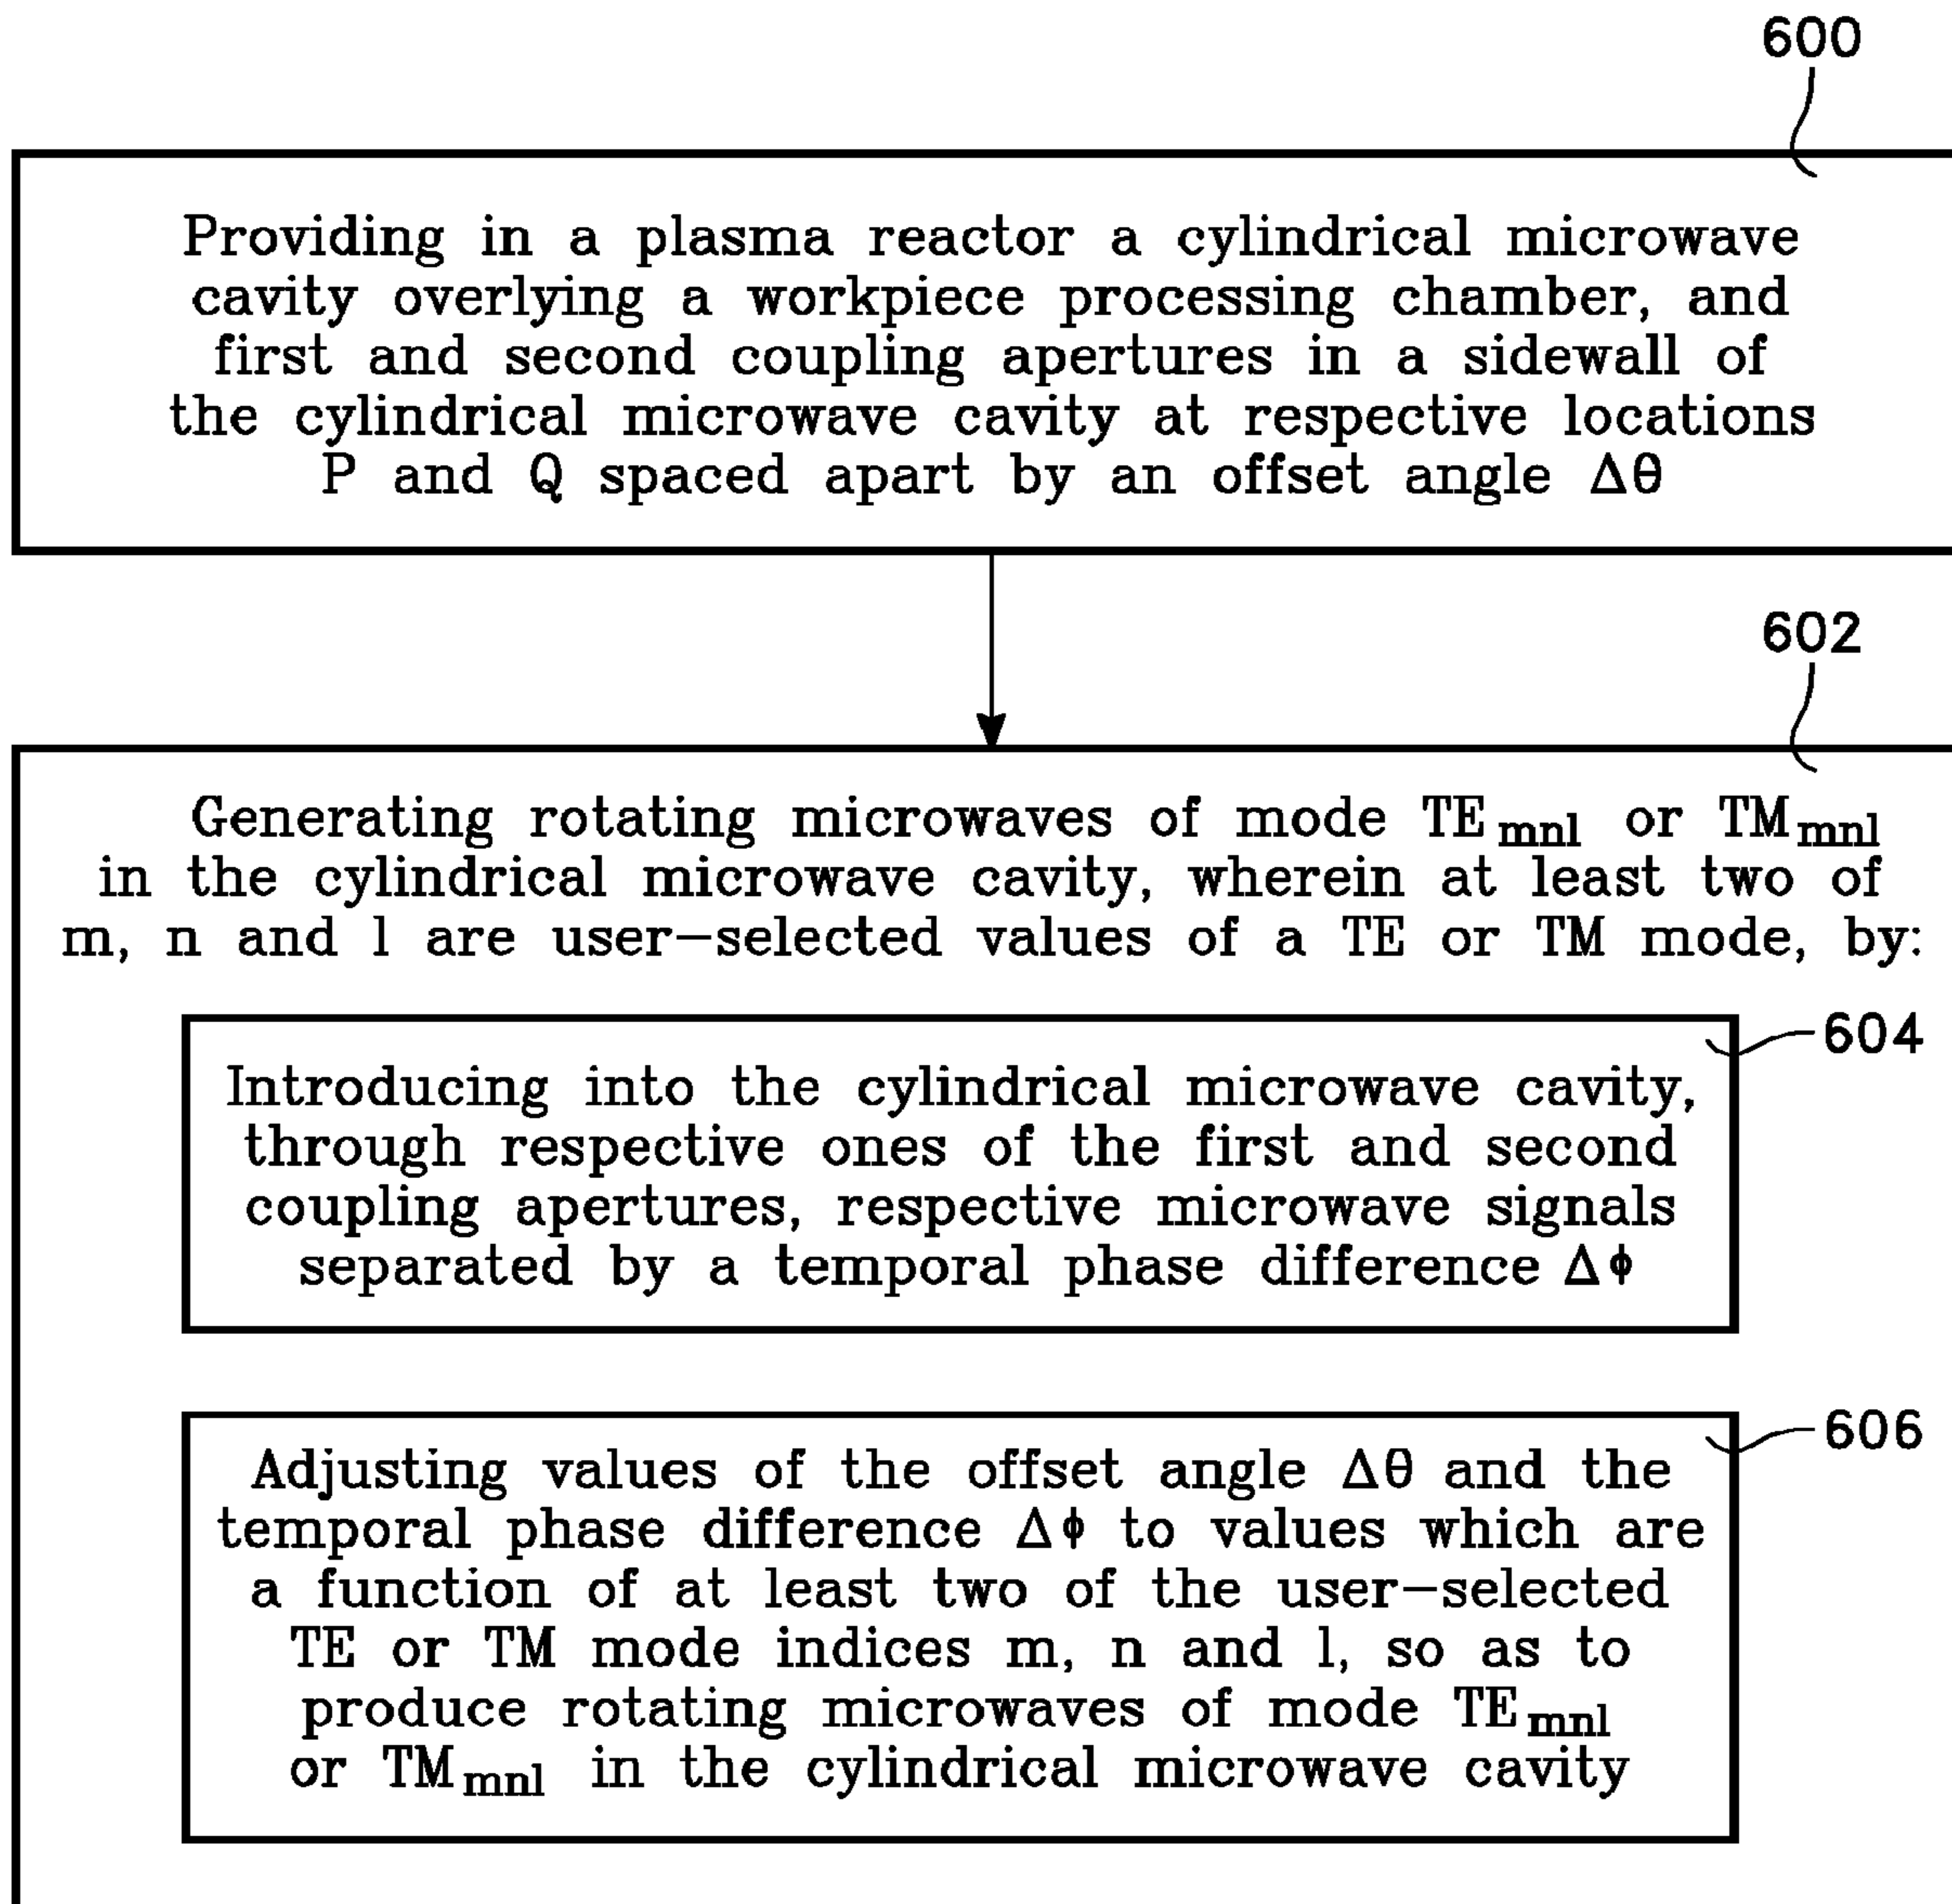 600
Providing in a plasma reactor a cylindrical microwave
cavity overlying a workpiece processing chamber, and
first and second coupling apertures in a sidewall of
the cylindrical microwave cavity at respective locations
P and Q spaced apart by an offset angle Δθ
602
Generating rotating microwaves of mode TEmnl or TMmnl
in the cylindrical microwave cavity, wherein at least two of
m, n and l are user-selected values of a TE or TM mode, by:
604
Introducing into the cylindrical microwave cavity,
through respective ones of the first and second
coupling apertures, respective microwave signals
separated by a temporal phase difference Δϕ
606
Adjusting values of the offset angle Δθ and the
temporal phase difference Δϕ to values which are
a function of at least two of the user-selected
TE or TM mode indices m, n and l, so as to
produce rotating microwaves of mode TEmnl
or TMmnl in the cylindrical microwave cavity